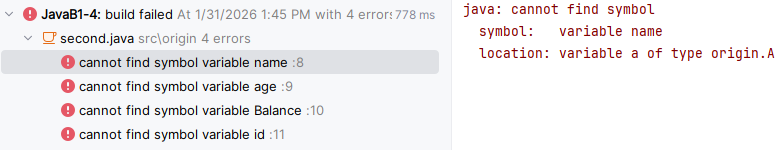 JavaB1-4: build failed At 1/31/2026 1:45 PM with 4 errors 778 ms
second.java src\origin 4 errors
cannot find symbol variable name :8
cannot find symbol variable age :9
cannot find symbol variable Balance :10
cannot find symbol variable id :11
java: cannot find symbol
symbol: variable name
location: variable a of type origin.A